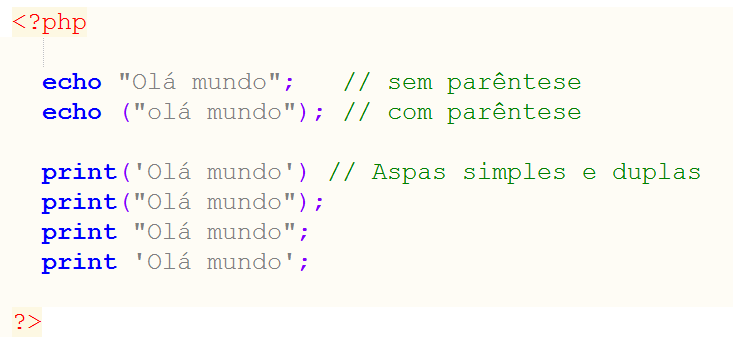 <?php
echo "Olá mundo";   // sem parêntese
echo ("olá mundo"); // com parêntese
print('Olá mundo') // Aspas simples e duplas
print("Olá mundo");
print "Olá mundo";
print 'Olá mundo';
?>